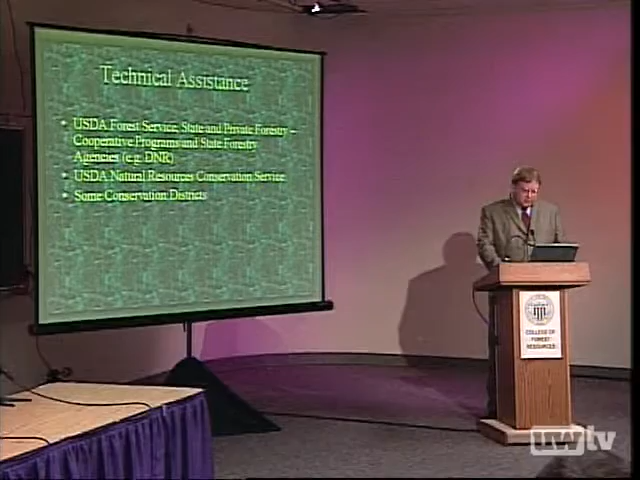 Technical Assistance
• USDA Forest Service, State and Private Forestry –
Cooperative Programs and State Forestry
Agencies (e.g. DNR)
• USDA Natural Resources Conservation Service
• Some Conservation Districts
COLLEGE OF
FOREST
RESOURCES
uwtv